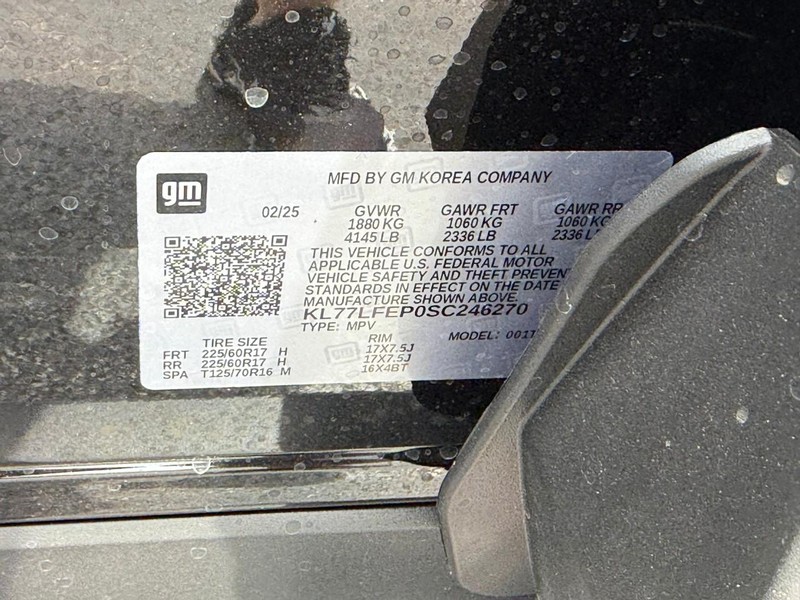 gm
MFD BY GM KOREA COMPANY
02/25 GVWR GAWR FRT GAWR RR
1880 KG 1060 KG 1060 KG
4145 LB 2336 LB 2336
THIS VEHICLE CONFORMS TO ALL
APPLICABLE U.S. FEDERAL MOTOR
VEHICLE SAFETY AND THEFT PREVENT
STANDARDS IN EFFECT ON THE DATE
MANUFACTURE SHOWN ABOVE.
KL77LFEP0SC246270
TYPE: MPV MODEL: 001T
TIRE SIZE RIM
FRT 225/60R17 H 17X7.5J
RR 225/60R17 H 17X7.5J
SPA T125/70R16 M 16X4BT